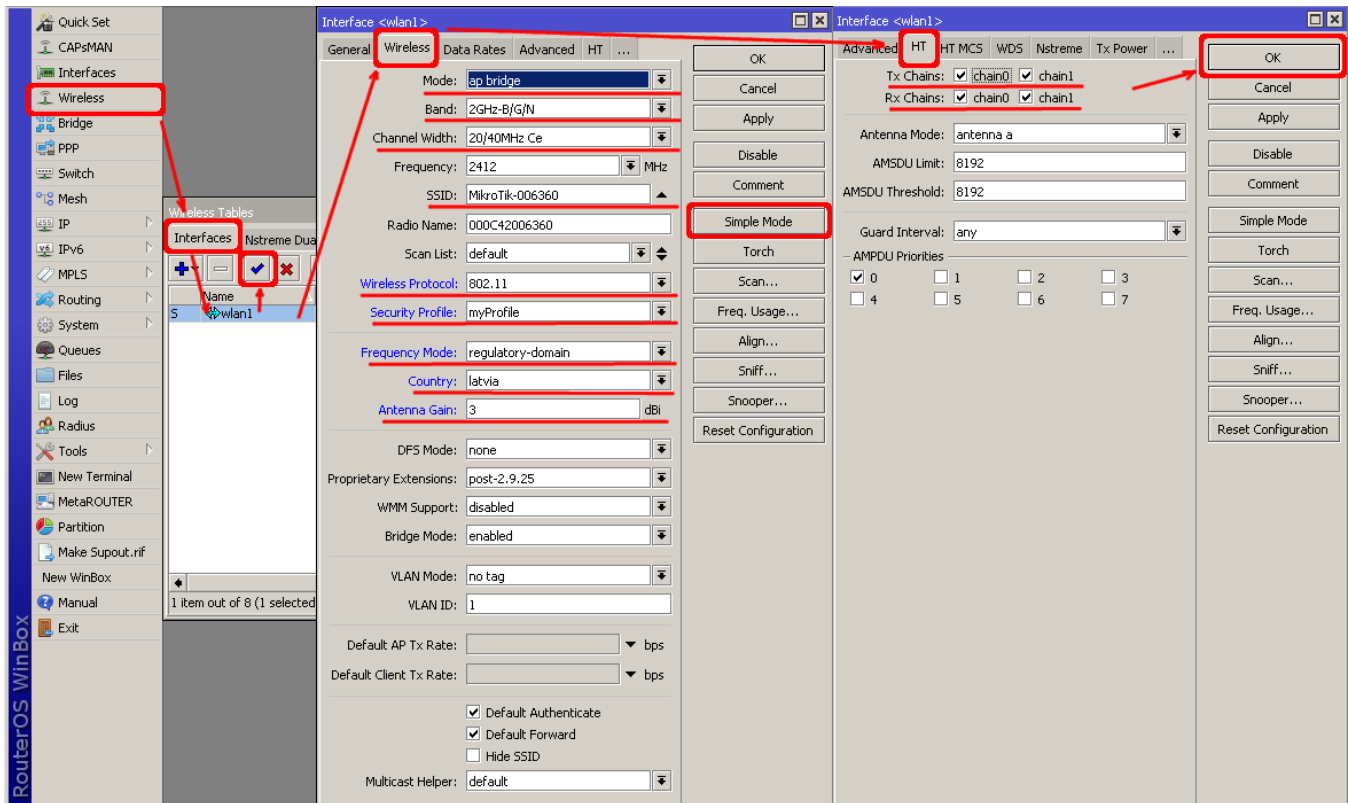 Quick Set
CAPsMAN
Interfaces
Wireless
Bridge
PPP
Switch
Mesh
IP
IPv6
MPLS
Routing
System
Queues
Files
Log
Radius
Tools
New Terminal
MetaROUTER
Partition
Make Supout.rif
New WinBox
Manual
Exit
RouterOS WinBox
Wireless Tables
Interfaces Nstreme Dua
Name
S wlan1
1 item out of 8 (1 selected
Interface <wlan1>
General Wireless Data Rates Advanced HT ...
Mode: ap bridge
Band: 2GHz-B/G/N
Channel Width: 20/40MHz Ce
Frequency: 2412 MHz
SSID: MikroTik-006360
Radio Name: 000C42006360
Scan List: default
Wireless Protocol: 802.11
Security Profile: myProfile
Frequency Mode: regulatory-domain
Country: latvia
Antenna Gain: 3 dBi
DFS Mode: none
Proprietary Extensions: post-2.9.25
WMM Support: disabled
Bridge Mode: enabled
VLAN Mode: no tag
VLAN ID: 1
Default AP Tx Rate: bps
Default Client Tx Rate: bps
Default Authenticate
Default Forward
Hide SSID
Multicast Helper: default
OK
Cancel
Apply
Disable
Comment
Simple Mode
Torch
Scan...
Freq. Usage...
Align...
Sniff...
Snooper...
Reset Configuration
Interface <wlan1>
Advanced HT HT MCS WDS Nstreme Tx Power ...
Tx Chains: chain0 chain1
Rx Chains: chain0 chain1
Antenna Mode: antenna a
AMSDU Limit: 8192
AMSDU Threshold: 8192
Guard Interval: any
AMPDU Priorities
0 1 2 3
4 5 6 7
OK
Cancel
Apply
Disable
Comment
Simple Mode
Torch
Scan...
Freq. Usage...
Align...
Sniff...
Snooper...
Reset Configuration